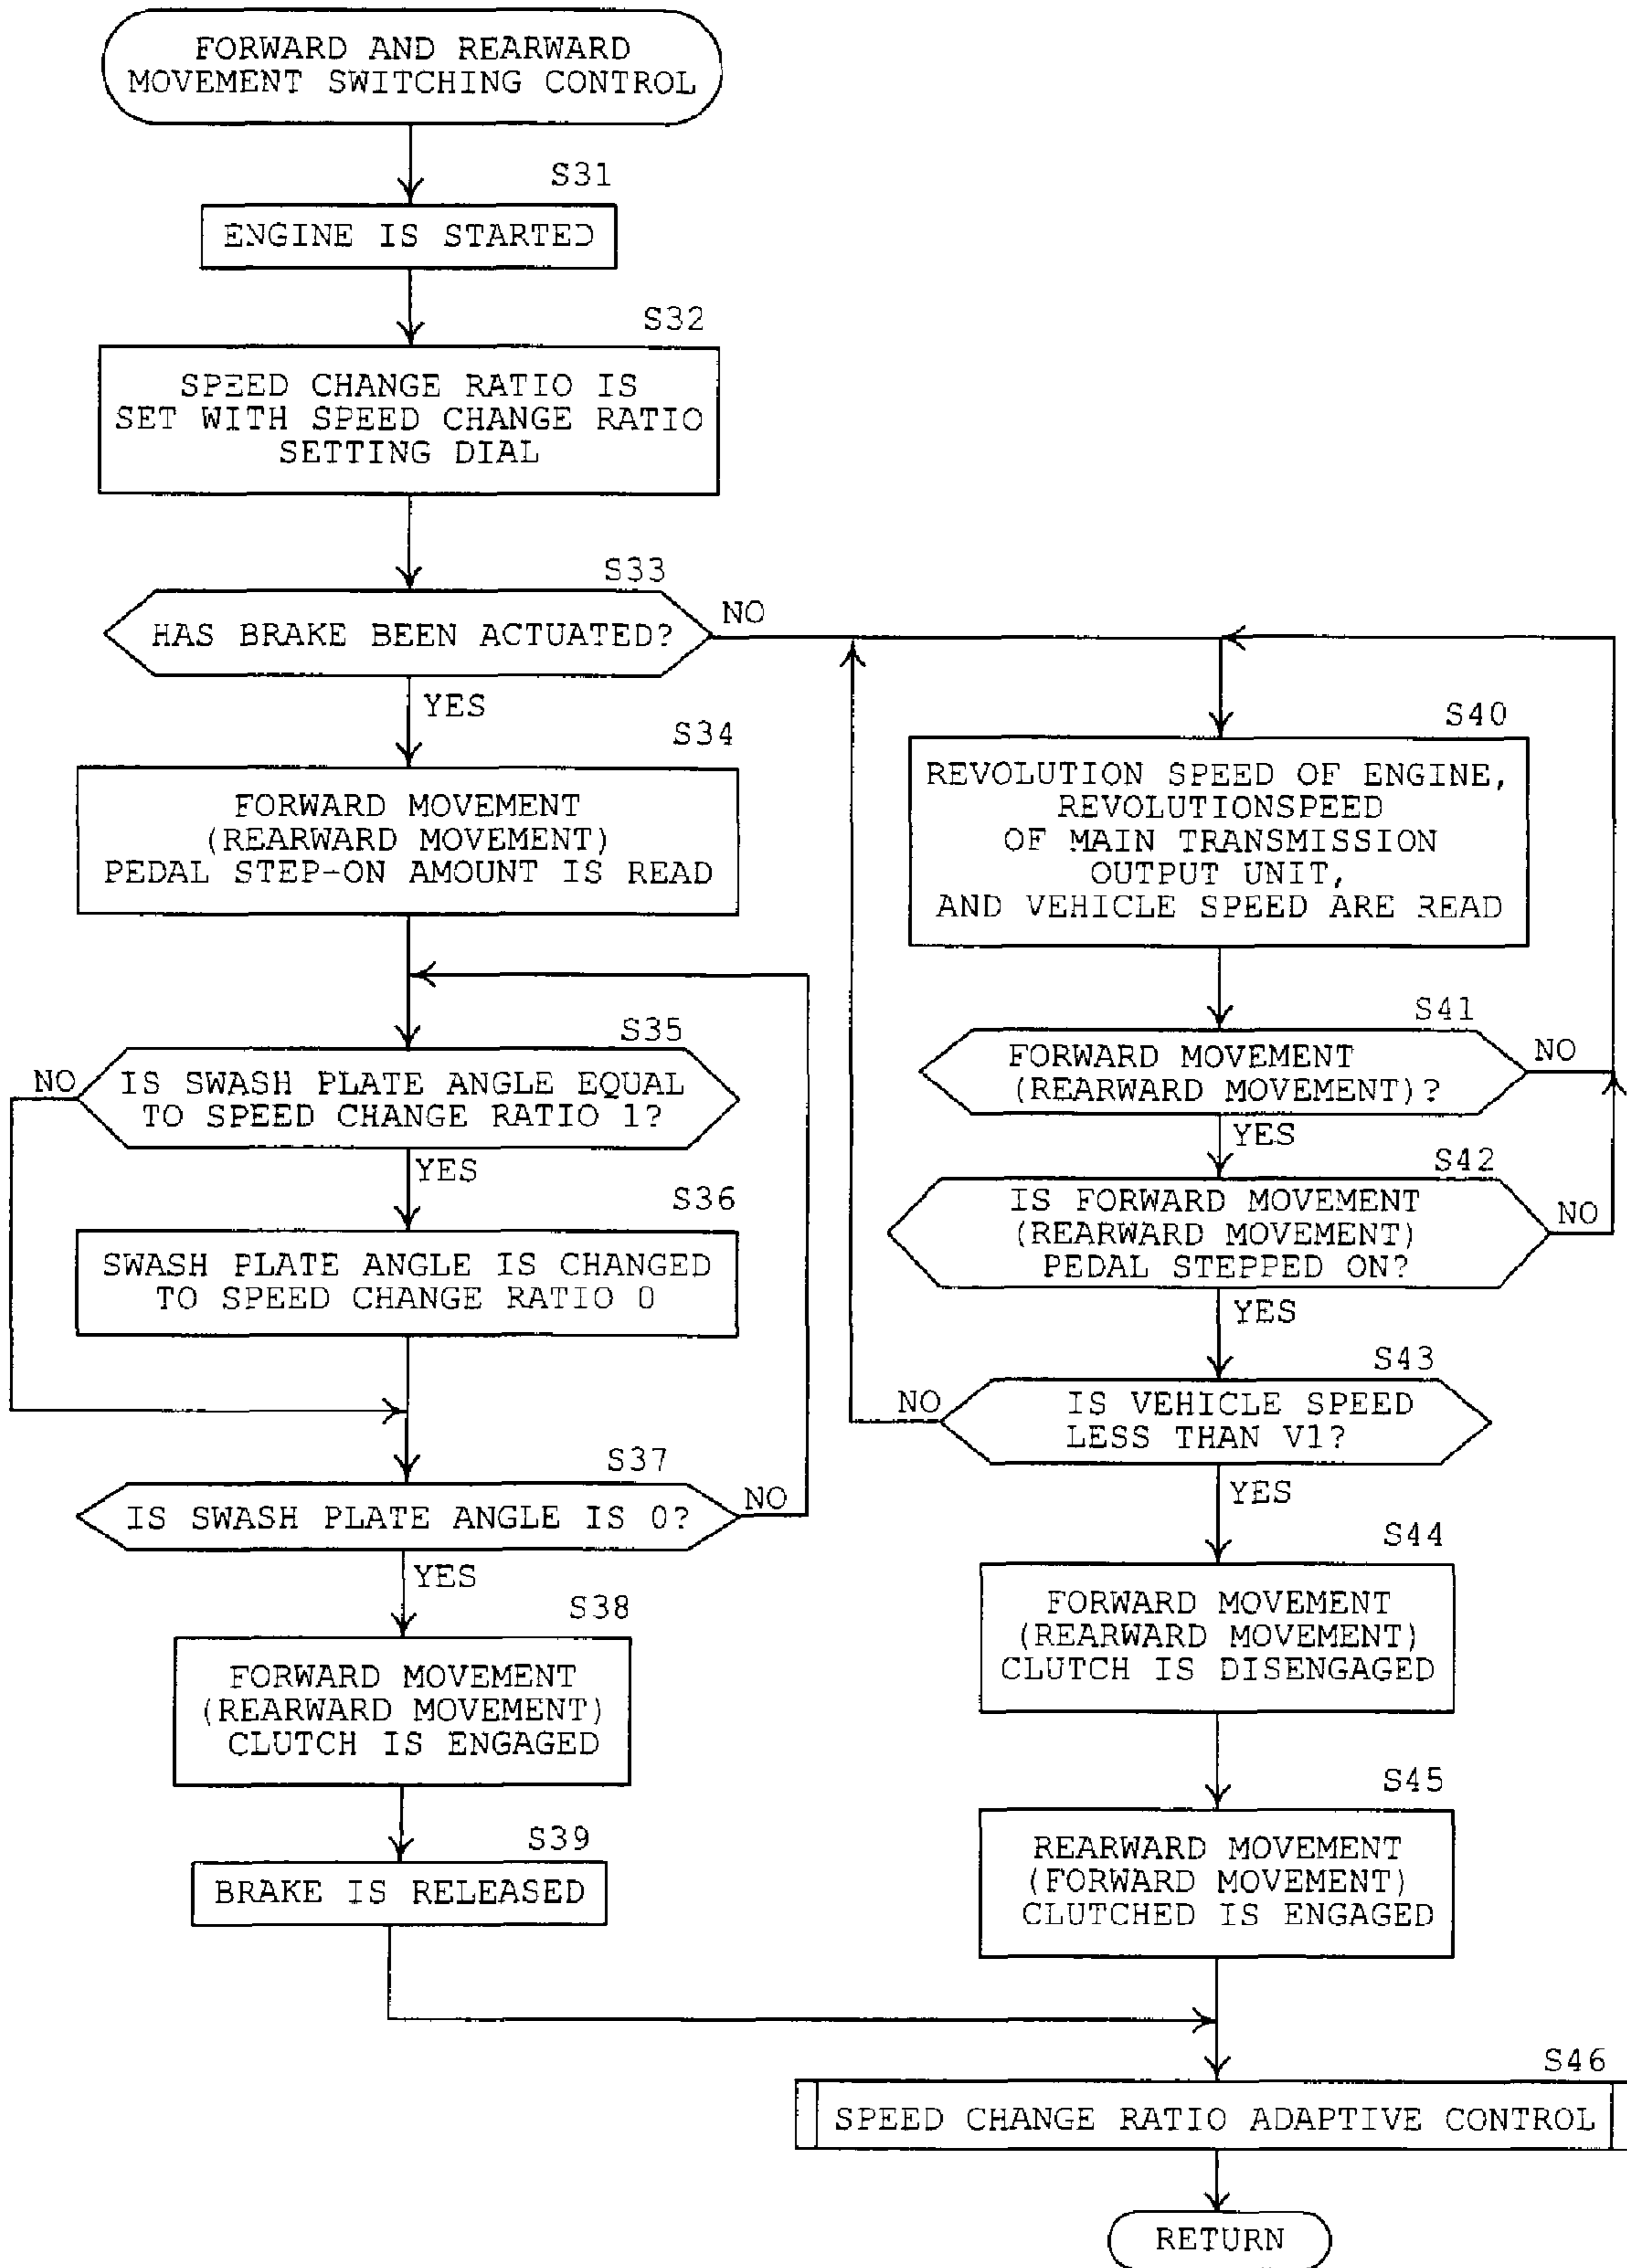 FORWARD AND REARWARD
MOVEMENT SWITCHING CONTROL
S31
ENGINE IS STARTED
S32
SPEED CHANGE RATIO IS
SET WITH SPEED CHANGE RATIO
SETTING DIAL
S33
HAS BRAKE BEEN ACTUATED?
NO
YES
S34
FORWARD MOVEMENT
(REARWARD MOVEMENT)
PEDAL STEP-ON AMOUNT IS READ
S35
NO
IS SWASH PLATE ANGLE EQUAL
TO SPEED CHANGE RATIO 1?
YES
S36
SWASH PLATE ANGLE IS CHANGED
TO SPEED CHANGE RATIO 0
S37
IS SWASH PLATE ANGLE IS 0?
NO
YES
S38
FORWARD MOVEMENT
(REARWARD MOVEMENT)
CLUTCH IS ENGAGED
S39
BRAKE IS RELEASED
S40
REVOLUTION SPEED OF ENGINE,
REVOLUTIONSPEED
OF MAIN TRANSMISSION
OUTPUT UNIT,
AND VEHICLE SPEED ARE READ
S41
FORWARD MOVEMENT
(REARWARD MOVEMENT)?
NO
YES
S42
IS FORWARD MOVEMENT
(REARWARD MOVEMENT)
PEDAL STEPPED ON?
NO
YES
S43
NO
IS VEHICLE SPEED
LESS THAN V1?
YES
S44
FORWARD MOVEMENT
(REARWARD MOVEMENT)
CLUTCH IS DISENGAGED
S45
REARWARD MOVEMENT
(FORWARD MOVEMENT)
CLUTCHED IS ENGAGED
S46
SPEED CHANGE RATIO ADAPTIVE CONTROL
RETURN